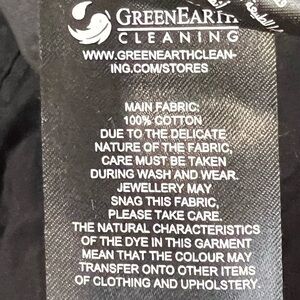 GREENEARTH
CLEANING
WWW.GREENEARTHCLEAN-
ING.COM/STORES
MAIN FABRIC:
100% COTTON
DUE TO THE DELICATE
NATURE OF THE FABRIC,
CARE MUST BE TAKEN
DURING WASH AND WEAR.
JEWELLERY MAY
SNAG THIS FABRIC,
PLEASE TAKE CARE.
THE NATURAL CHARACTERISTICS
OF THE DYE IN THIS GARMENT
MEAN THAT THE COLOUR MAY
TRANSFER ONTO OTHER ITEMS
OF CLOTHING AND UPHOLSTERY.